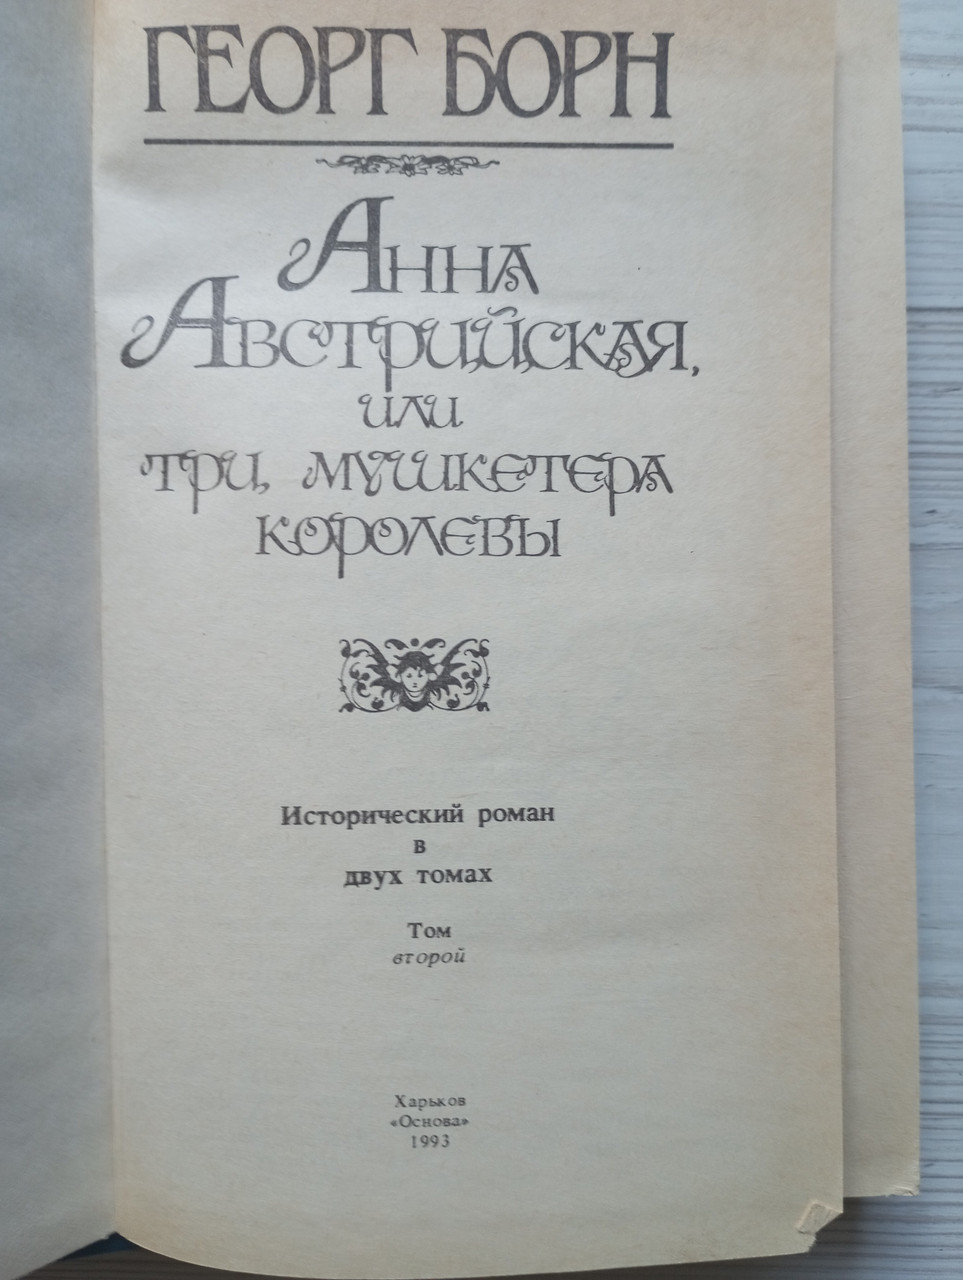 ГЕОРГ БОРН
Анна
Австрийская,
или
три мушкетера
королевы
Исторический роман
в
двух томах
Том
второй
Харьков
«Основа»
1993